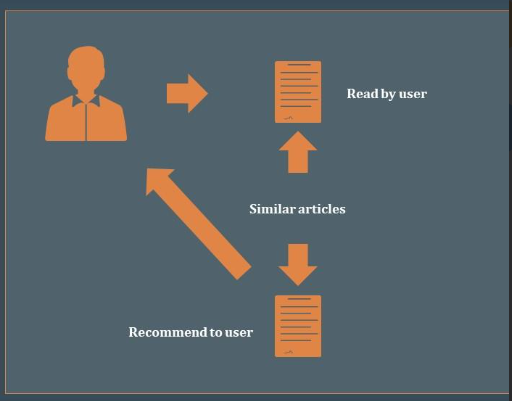 Read by user
Similar articles
Recommend to user